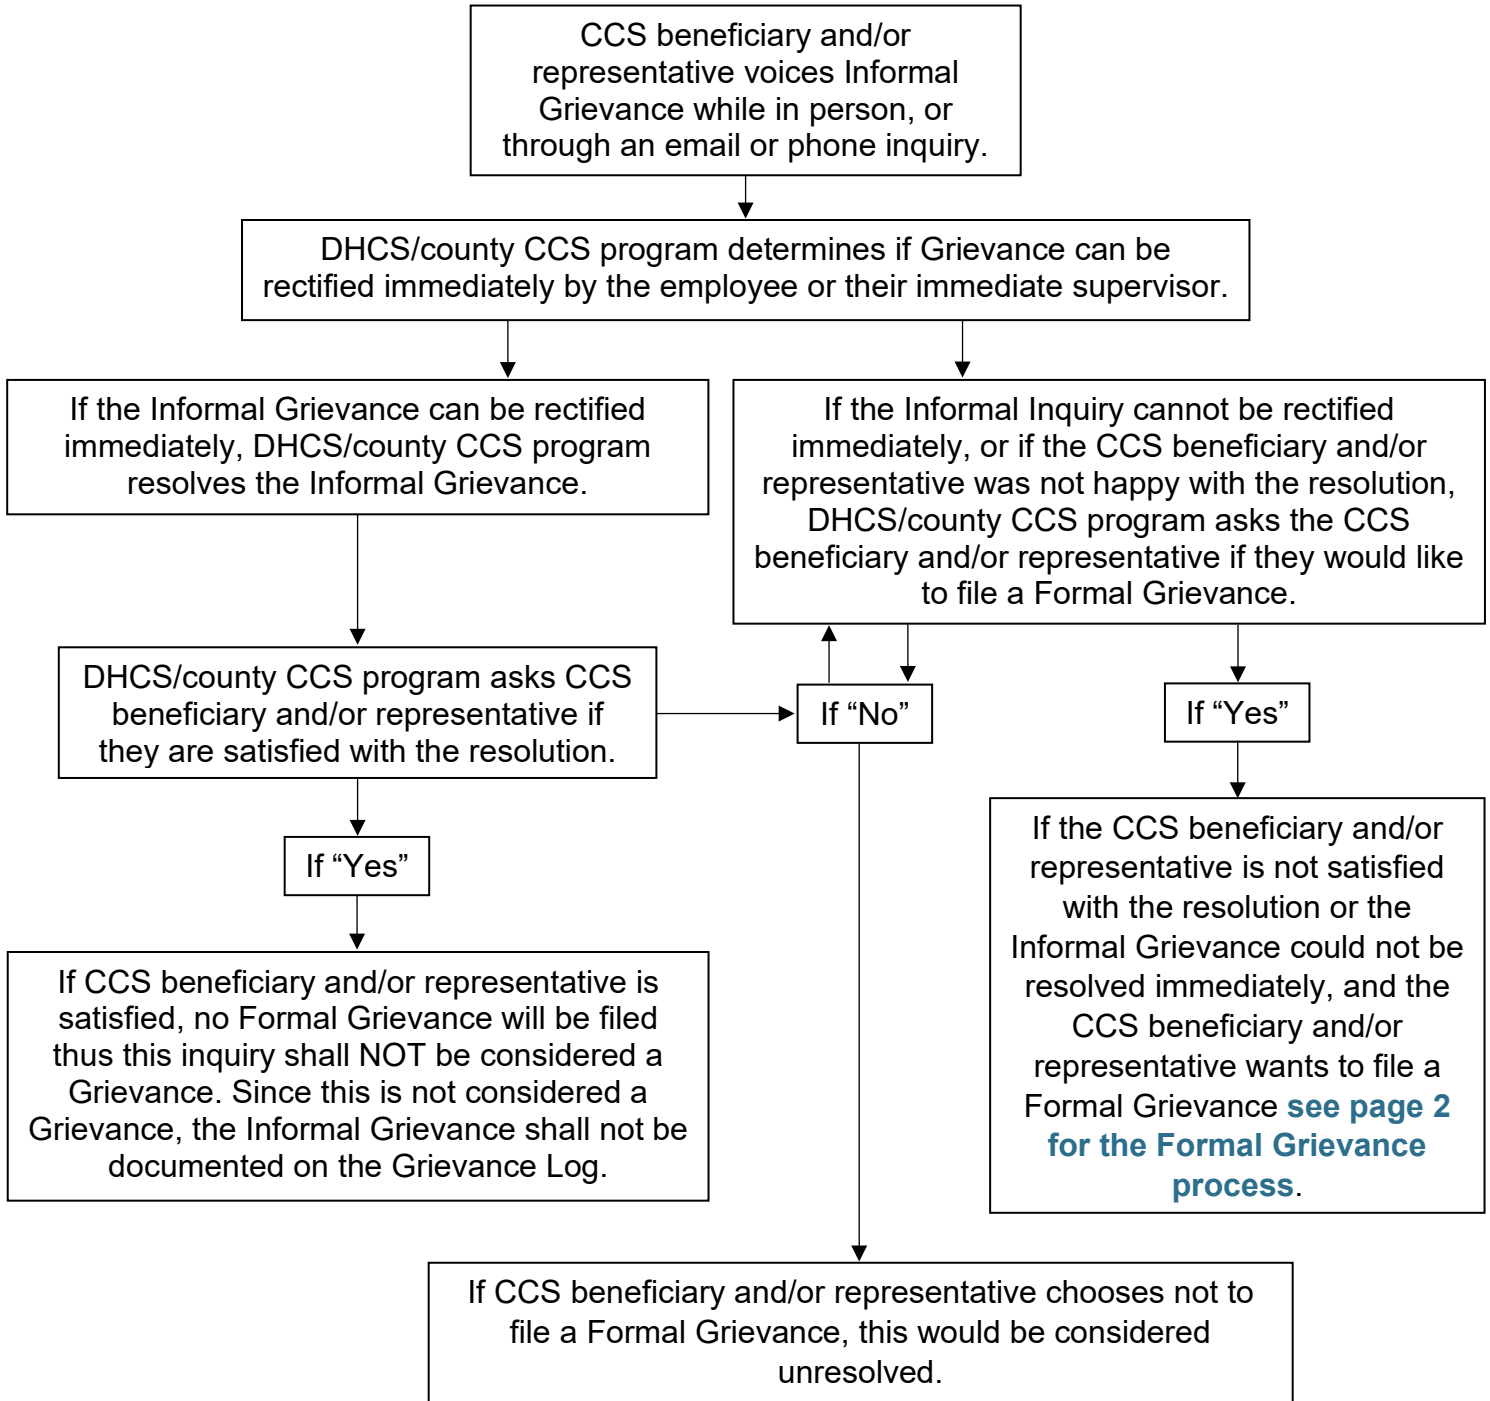 CCS beneficiary and/or
representative voices Informal
Grievance while in person, or
through an email or phone inquiry.
DHCS/county CCS program determines if Grievance can be
rectified immediately by the employee or their immediate supervisor.
If the Informal Grievance can be rectified
immediately, DHCS/county CCS program
resolves the Informal Grievance.
If the Informal Inquiry cannot be rectified
immediately, or if the CCS beneficiary and/or
representative was not happy with the resolution,
DHCS/county CCS program asks the CCS
beneficiary and/or representative if they would like
to file a Formal Grievance.
DHCS/county CCS program asks CCS
beneficiary and/or representative if
they are satisfied with the resolution.
If “No”
If “Yes”
If “Yes”
If CCS beneficiary and/or representative is
satisfied, no Formal Grievance will be filed
thus this inquiry shall NOT be considered a
Grievance. Since this is not considered a
Grievance, the Informal Grievance shall not be
documented on the Grievance Log.
If the CCS beneficiary and/or
representative is not satisfied
with the resolution or the
Informal Grievance could not be
resolved immediately, and the
CCS beneficiary and/or
representative wants to file a
Formal Grievance see page 2
for the Formal Grievance
process.
If CCS beneficiary and/or representative chooses not to
file a Formal Grievance, this would be considered
unresolved.